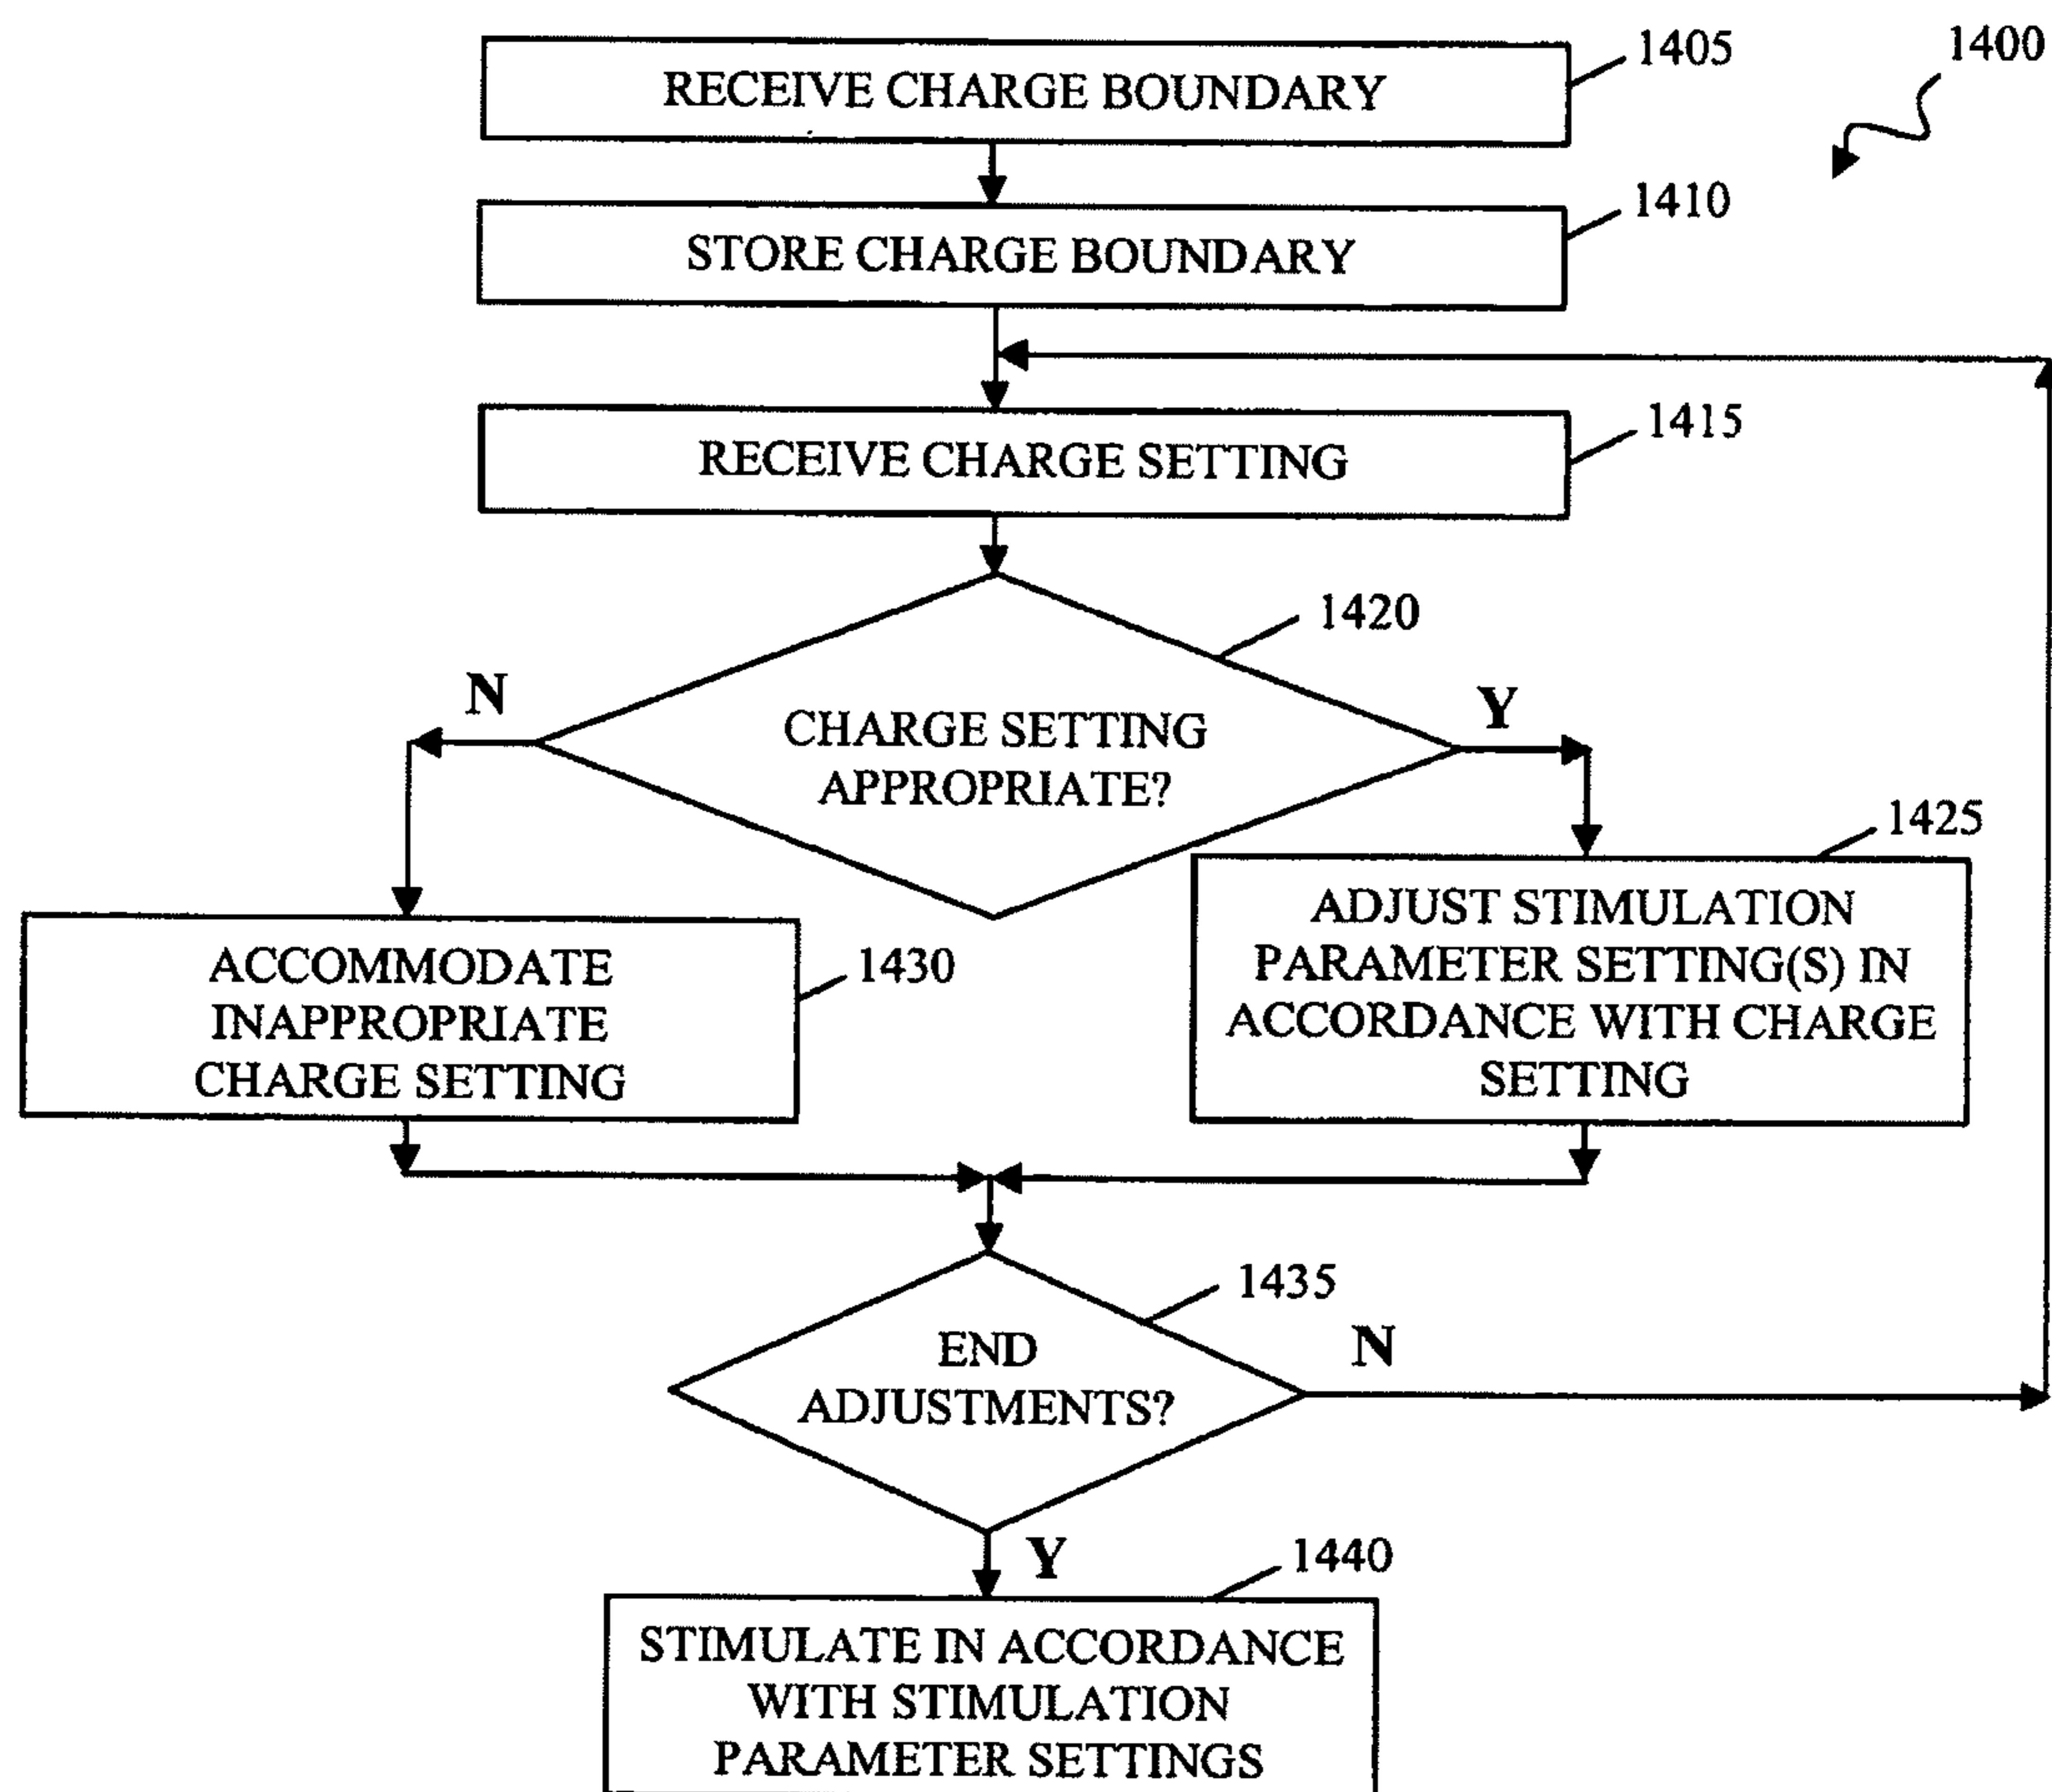 1400
RECEIVE CHARGE BOUNDARY
1405
STORE CHARGE BOUNDARY
1410
RECEIVE CHARGE SETTING
1415
CHARGE SETTING
APPROPRIATE?
1420
N
Y
ADJUST STIMULATION
PARAMETER SETTING(S) IN
ACCORDANCE WITH CHARGE
SETTING
1425
ACCOMMODATE
INAPPROPRIATE
CHARGE SETTING
1430
END
ADJUSTMENTS?
1435
N
Y
STIMULATE IN ACCORDANCE
WITH STIMULATION
PARAMETER SETTINGS
1440